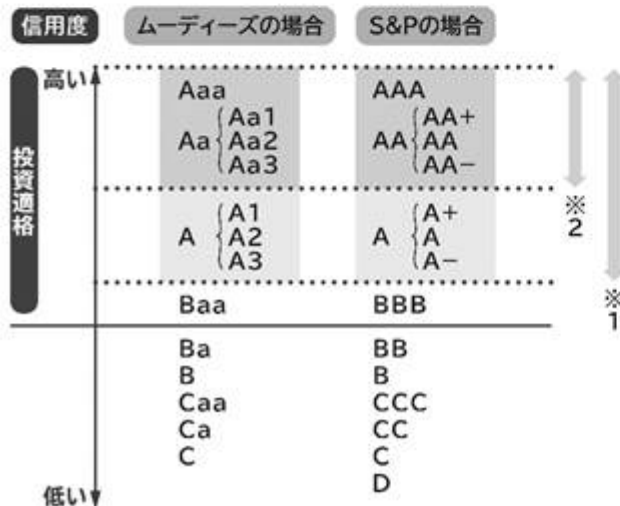 信用度 ムーディーズの場合 S&Pの場合
高い
投資適格
Aaa AAA
Aa1 AA+
Aa Aa2 AA AA
Aa3 AA−
※2
A1 A+
A A2 A A
A3 A−
※1
Baa BBB
Ba BB
B B
Caa CCC
Ca CC
C C
D
低い